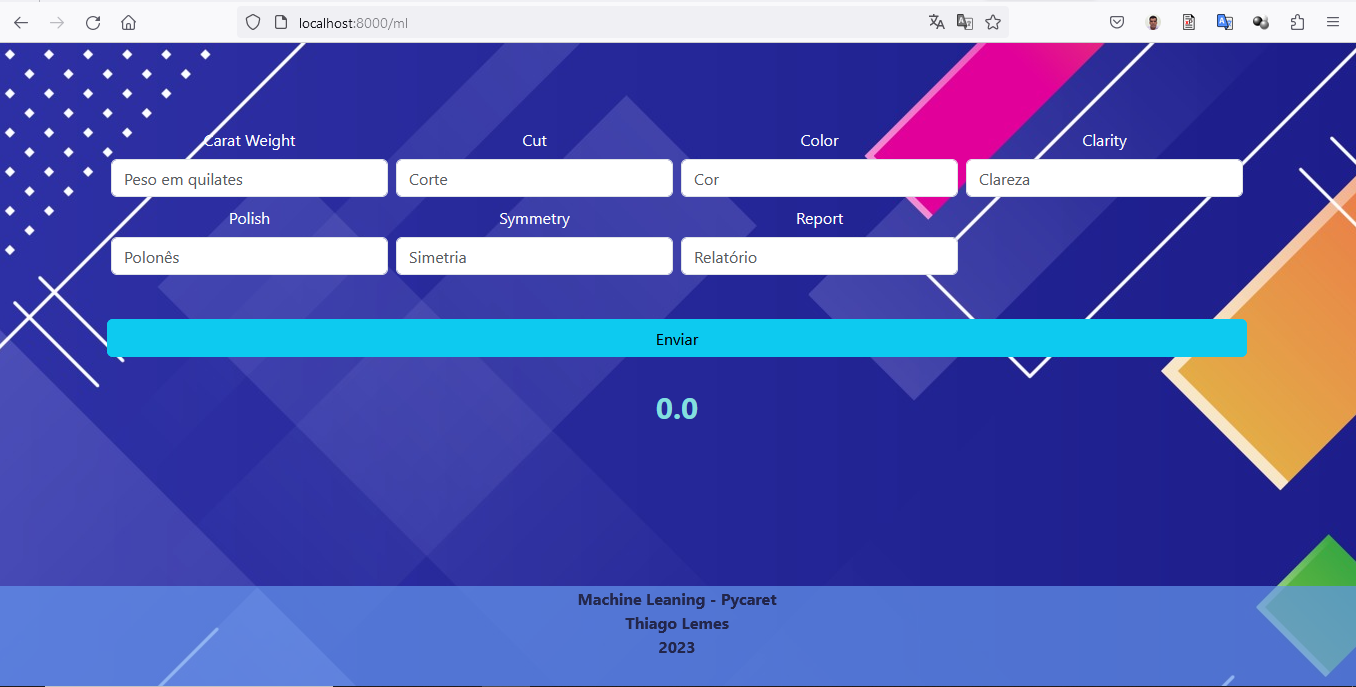 localhost:8000/ml
Carat Weight Cut Color Clarity
Peso em quilates Corte Cor Clareza
Polish Symmetry Report
Polonês Simetria Relatório
Enviar
0.0
Machine Leaning - Pycaret
Thiago Lemes
2023